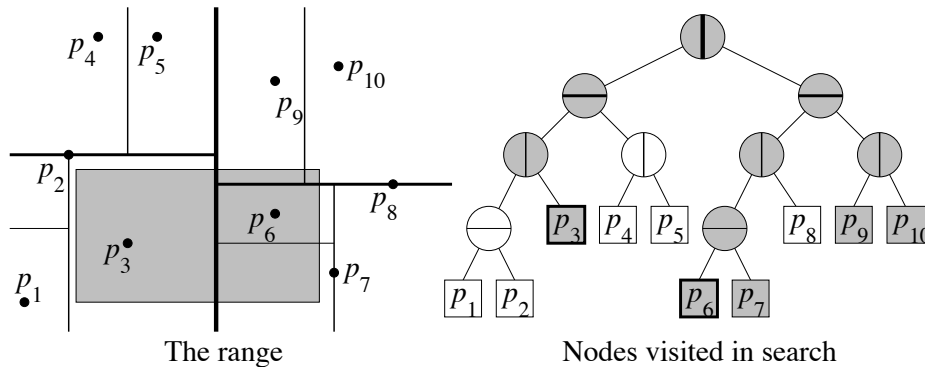 p4 p5 p10
p9
p2
p8
p6
p3
p1 p7
The range
p3 p4 p5 p8 p9 p10
p1 p2 p6 p7
Nodes visited in search